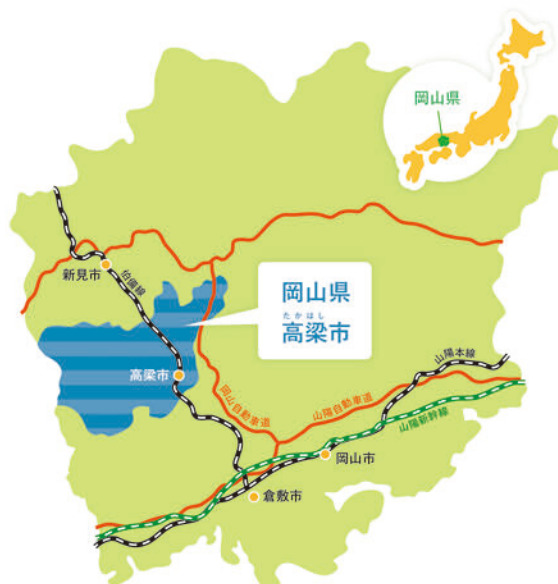 岡山県
新見市
伯備線
岡山県
たかはし
高梁市
山陽本線
高梁市
岡山自動車道
山陽自動車道
山陽新幹線
岡山市
倉敷市